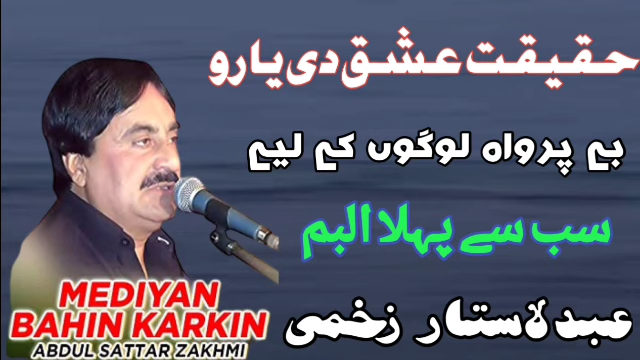 حقیقت عشق دی یارو
بے پرواہ لوگوں کے لیے
سب سے پہلا البم
عبدلاستار زخمی
MEDIYAN
BAHIN KARKIN
ABDUL SATTAR ZAKHMI